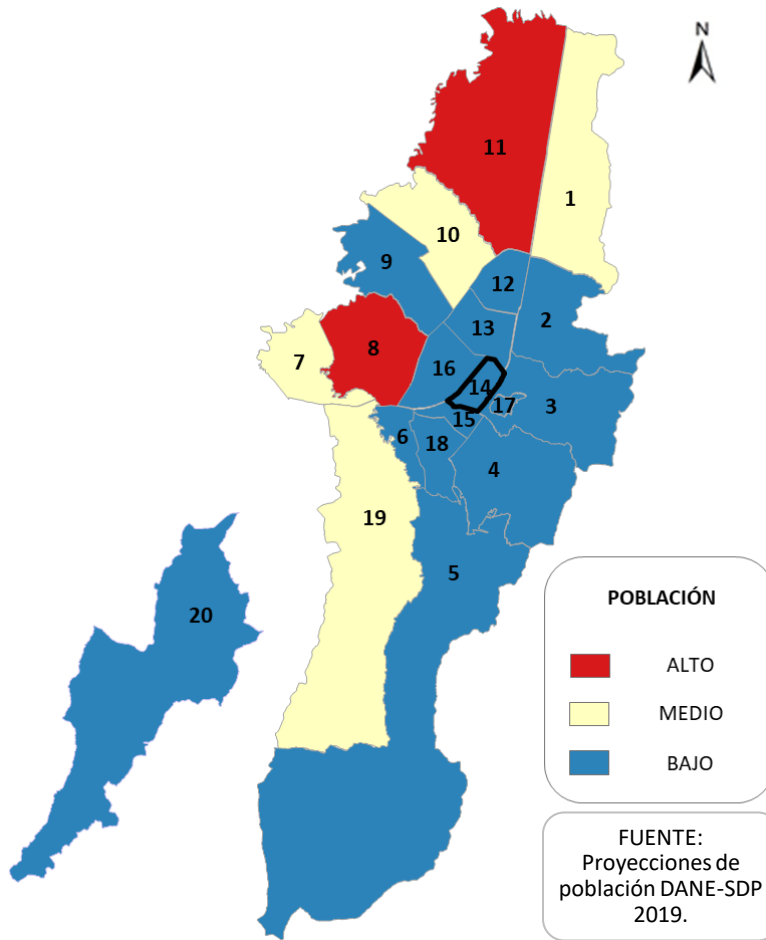 N
11
1
10
9
12
2
13
8
7
16
14
17
3
15
6
18
4
19
5
20
POBLACIÓN
ALTO
MEDIO
BAJO
FUENTE:
Proyecciones de
población DANE-SDP
2019.